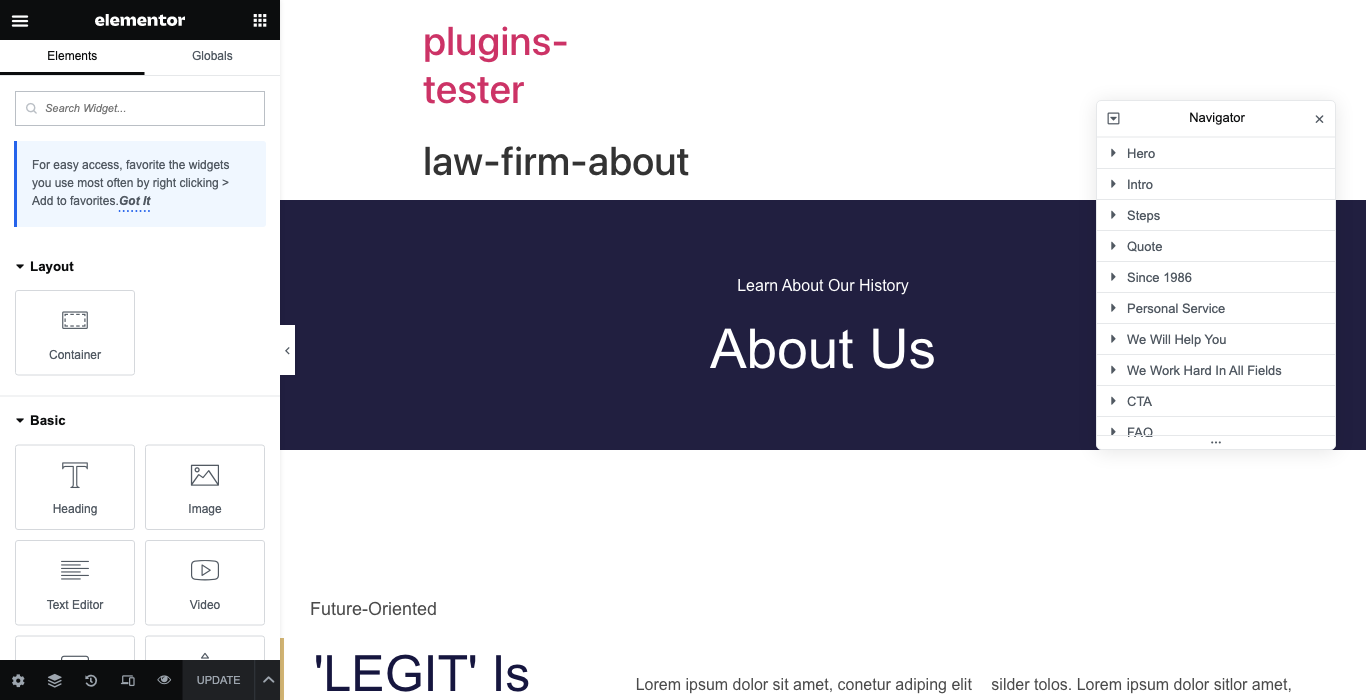 elementor
Elements
Globals
Search Widget...
For easy access, favorite the widgets
you use most often by right clicking >
Add to favorites.Got It
Layout
Container
Basic
Heading
Image
Text Editor
Video
UPDATE
plugins-
tester
law-firm-about
Learn About Our History
About Us
Future-Oriented
'LEGIT' Is
Lorem ipsum dolor sit amet, conetur adiping elit
silder tolos. Lorem ipsum dolor sitlor amet,
Navigator
Hero
Intro
Steps
Quote
Since 1986
Personal Service
We Will Help You
We Work Hard In All Fields
CTA
FAQ
...